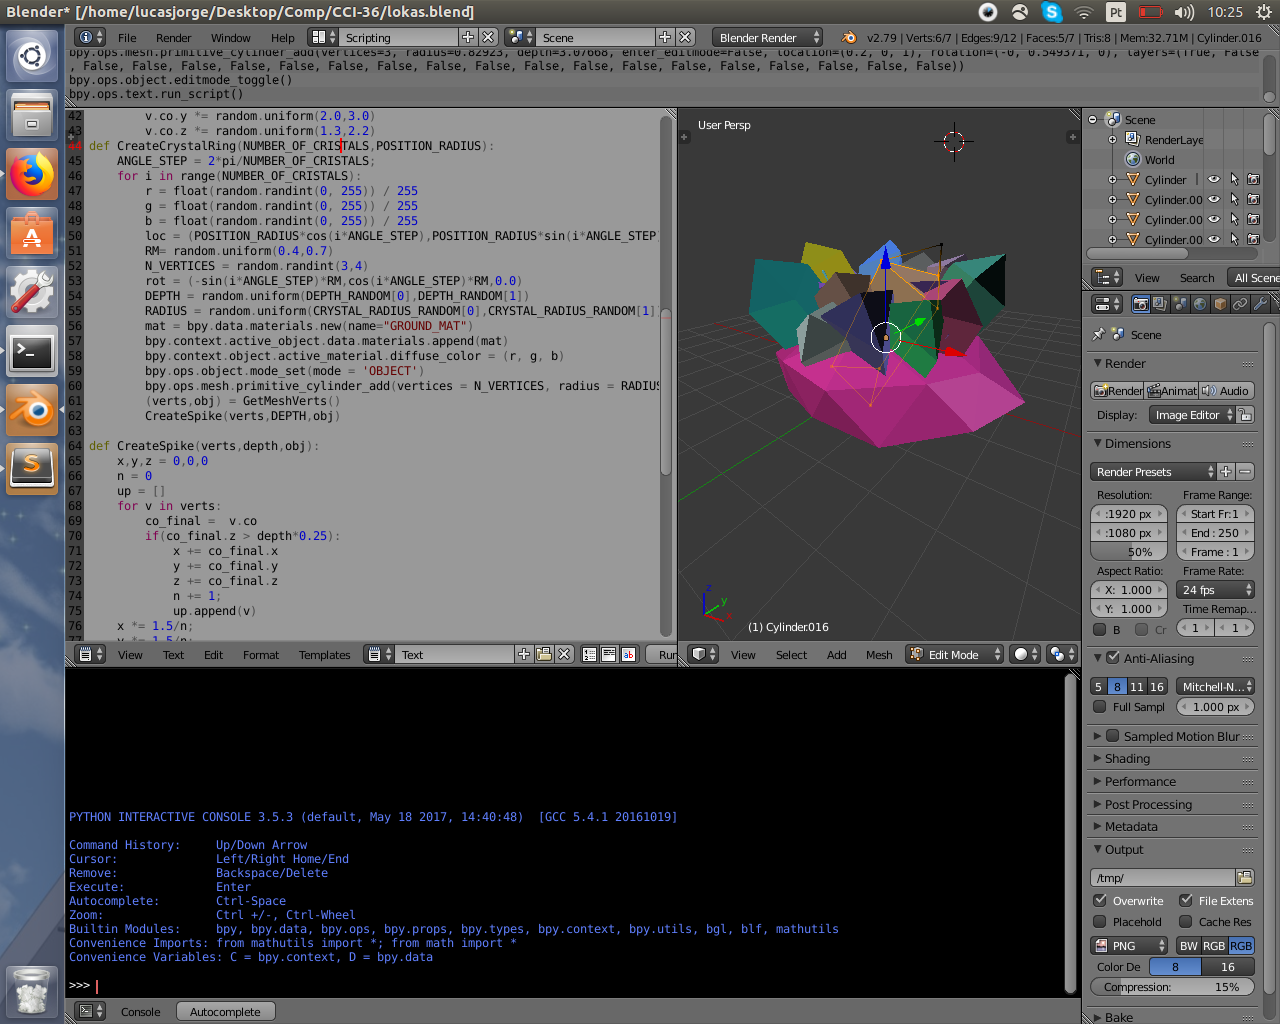 Blender* [/home/lucasjorge/Desktop/Comp/CCI-36/lokas.blend]
Pt
10:25
File Render Window Help
Scripting
Scene
Blender Render
v2.79 | Verts:6/7 | Edges:9/12 | Faces:5/7 | Tris:8 | Mem:32.71M | Cylinder.016
bpy.ops.mesh.primitive_cylinder_add(vertices=3, radius=0.82923, depth=3.07668, enter_editmode=False, location=(0.2, 0, 1), rotation=(-0, 0.549371, 0), layers=(True, False
, False, False, False, False, False, False, False, False, False, False, False, False, False, False, False, False, False))
bpy.ops.object.editmode_toggle()
bpy.ops.text.run_script()
42 v.co.y *= random.uniform(2.0,3.0)
43 v.co.z *= random.uniform(1.3,2.2)
44 def CreateCrystalRing(NUMBER_OF_CRISTALS,POSITION_RADIUS):
45 ANGLE_STEP = 2*pi/NUMBER_OF_CRISTALS;
46 for i in range(NUMBER_OF_CRISTALS):
47 r = float(random.randint(0, 255)) / 255
48 g = float(random.randint(0, 255)) / 255
49 b = float(random.randint(0, 255)) / 255
50 loc = (POSITION_RADIUS*cos(i*ANGLE_STEP),POSITION_RADIUS*sin(i*ANGLE_STEP)
51 RM= random.uniform(0.4,0.7)
52 N_VERTICES = random.randint(3,4)
53 rot = (-sin(i*ANGLE_STEP)*RM,cos(i*ANGLE_STEP)*RM,0.0)
54 DEPTH = random.uniform(DEPTH_RANDOM[0],DEPTH_RANDOM[1])
55 RADIUS = random.uniform(CRYSTAL_RADIUS_RANDOM[0],CRYSTAL_RADIUS_RANDOM[1]
56 mat = bpy.data.materials.new(name="GROUND_MAT")
57 bpy.context.active_object.data.materials.append(mat)
58 bpy.context.object.active_material.diffuse_color = (r, g, b)
59 bpy.ops.object.mode_set(mode = 'OBJECT')
60 bpy.ops.mesh.primitive_cylinder_add(vertices = N_VERTICES, radius = RADIUS
61 (verts,obj) = GetMeshVerts()
62 CreateSpike(verts,DEPTH,obj)
63
64 def CreateSpike(verts,depth,obj):
65 x,y,z = 0,0,0
66 n = 0
67 up = []
68 for v in verts:
69 co_final = v.co
70 if(co_final.z > depth*0.25):
71 x += co_final.x
72 y += co_final.y
73 z += co_final.z
74 n += 1;
75 up.append(v)
76 x *= 1.5/n;
77 y *= 1.5/n;
View Text Edit Format Templates
Text
Run
User Persp
z
y
x
(1) Cylinder.016
View Select Add Mesh
Edit Mode
Scene
RenderLaye
World
Cylinder |
Cylinder.00
Cylinder.00
Cylinder.00
View Search All Scene
Scene
Render
Render Animat Audio
Display: Image Editor
Dimensions
Render Presets
Resolution: Frame Range:
:1920 px Start Fr:1
:1080 px End : 250
50% Frame : 1
Aspect Ratio: Frame Rate:
X: 1.000 24 fps
Y: 1.000 Time Remap...
B Cr 1 1
Anti-Aliasing
5 8 11 16 Mitchell-N...
Full Sampl 1.000 px
Sampled Motion Blur
Shading
Performance
Post Processing
Metadata
Output
/tmp/
Overwrite File Extens
Placehold Cache Res
PNG BW RGB RGB
Color De 8 16
Compression: 15%
Bake
PYTHON INTERACTIVE CONSOLE 3.5.3 (default, May 18 2017, 14:40:48) [GCC 5.4.1 20161019]
Command History: Up/Down Arrow
Cursor: Left/Right Home/End
Remove: Backspace/Delete
Execute: Enter
Autocomplete: Ctrl-Space
Zoom: Ctrl +/-, Ctrl-Wheel
Builtin Modules: bpy, bpy.data, bpy.ops, bpy.props, bpy.types, bpy.context, bpy.utils, bgl, blf, mathutils
Convenience Imports: from mathutils import *; from math import *
Convenience Variables: C = bpy.context, D = bpy.data
>>>
Console Autocomplete